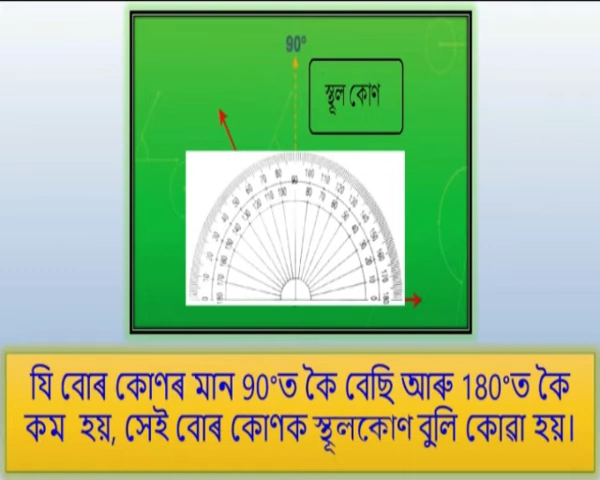 90°
স্থূল কোণ
যি বোৰ কোণৰ মান 90°ত কৈ বেছি আৰু 180°ত কৈ
কম হয়, সেই বোৰ কোণক স্থূলকোণ বুলি কোৱা হয়।